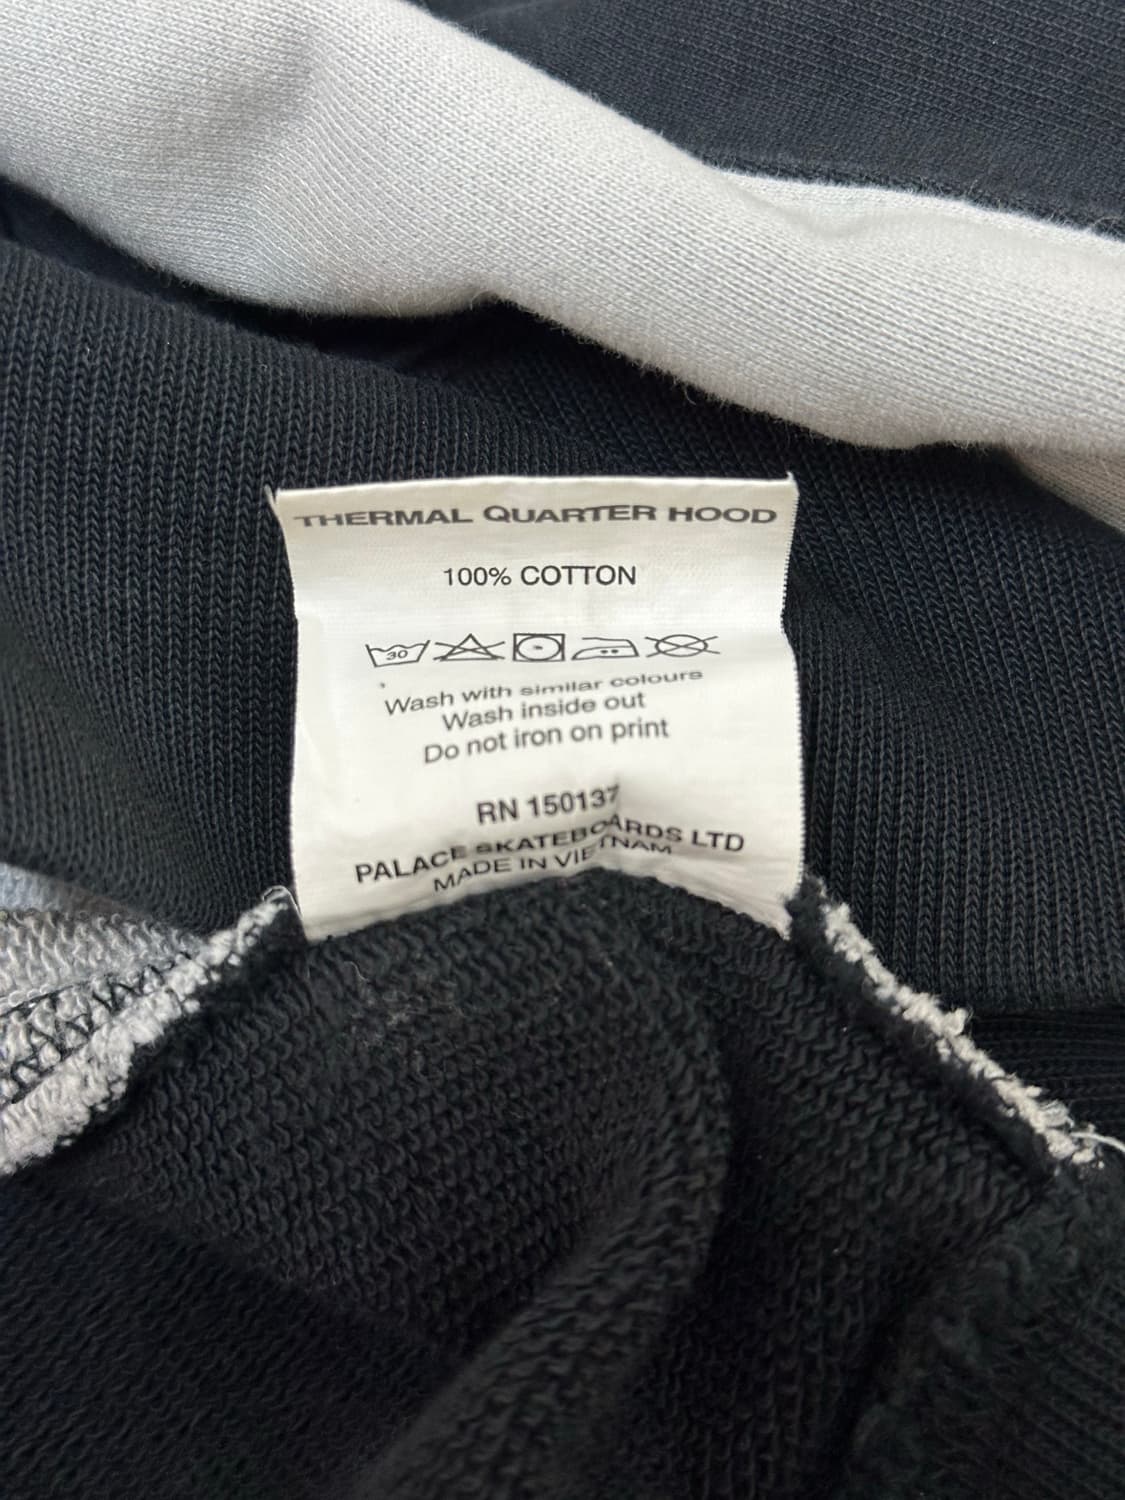 THERMAL QUARTER HOOD
100% COTTON
30
Wash with similar colours
Wash inside out
Do not iron on print
RN 150137
PALACE SKATEBOARDS LTD
MADE IN VIETNAM